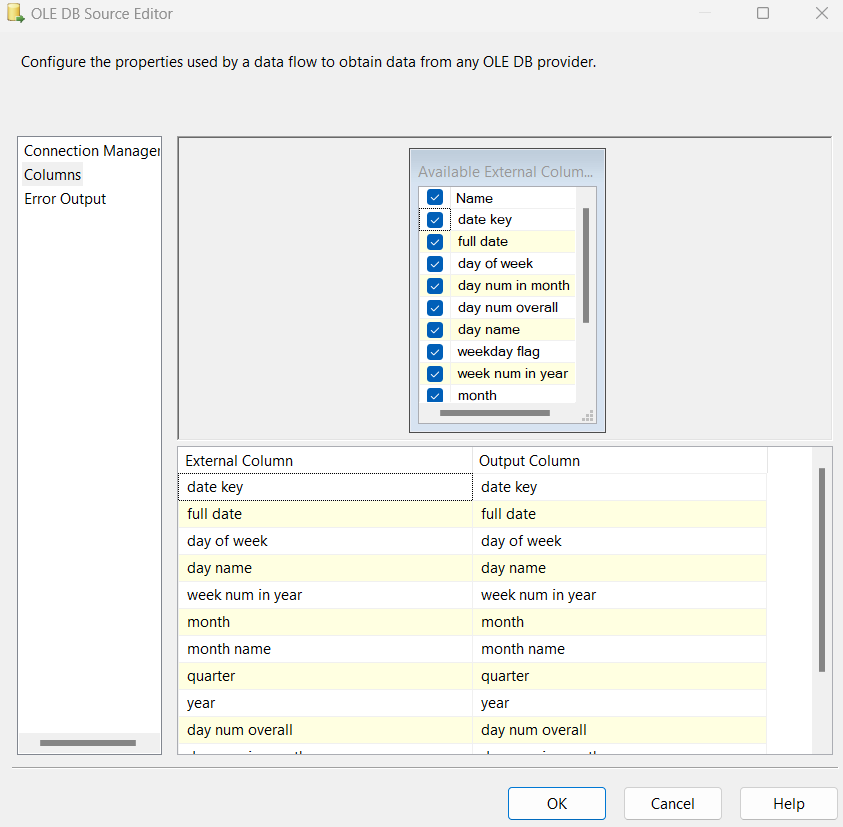 OLE DB Source Editor
Configure the properties used by a data flow to obtain data from any OLE DB provider.
Connection Manager
Columns
Error Output
Available External Colum...
Name
date key
full date
day of week
day num in month
day num overall
day name
weekday flag
week num in year
month
External Column Output Column
date key date key
full date full date
day of week day of week
day name day name
week num in year week num in year
month month
month name month name
quarter quarter
year year
day num overall day num overall
OK Cancel Help